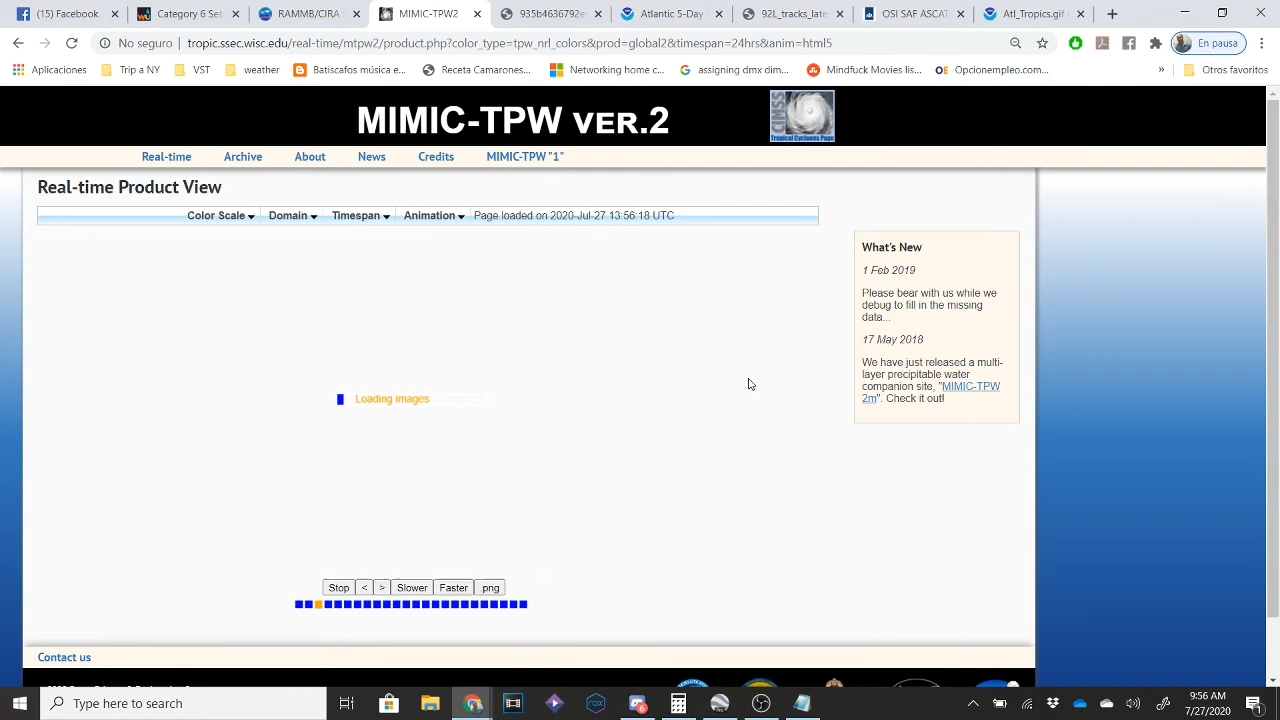 (15) Facebook
Category 6 Set
RAMMB/CIRA S
MIMIC-TPW2
935b463f33
Atlantic 5-Day
92L_tracks_
OSI SAF ASCAT
Atl_Tropics.gif (
No seguro
tropic.ssec.wisc.edu/real-time/mtpw2/product.php?color_type=tpw_nrl_colors&prod=global2&timespan=24hrs&anim=html5
En pausa
Aplicaciones
Trip a NY
VST
weather
Batiscafos música e...
Receta Camarones...
Networking home c...
assigning dmx dim...
Mindfuck Movies lis...
Opcionempleo.com...
»
Otros favoritos
MIMIC-TPW VER.2
CIMSS
Tropical Cyclones Page
Real-time
Archive
About
News
Credits
MIMIC-TPW "1"
Real-time Product View
Color Scale
Domain
Timespan
Animation
Page loaded on 2020-Jul-27 13:56:18 UTC
What's New
1 Feb 2019
Please bear with us while we
debug to fill in the missing
data...
17 May 2018
We have just released a multi-
layer precipitable water
companion site, "MIMIC-TPW
2m". Check it out!
Loading images
Stop
<
>
Slower
Faster
.png
Contact us
Type here to search
9:56 AM
7/27/2020